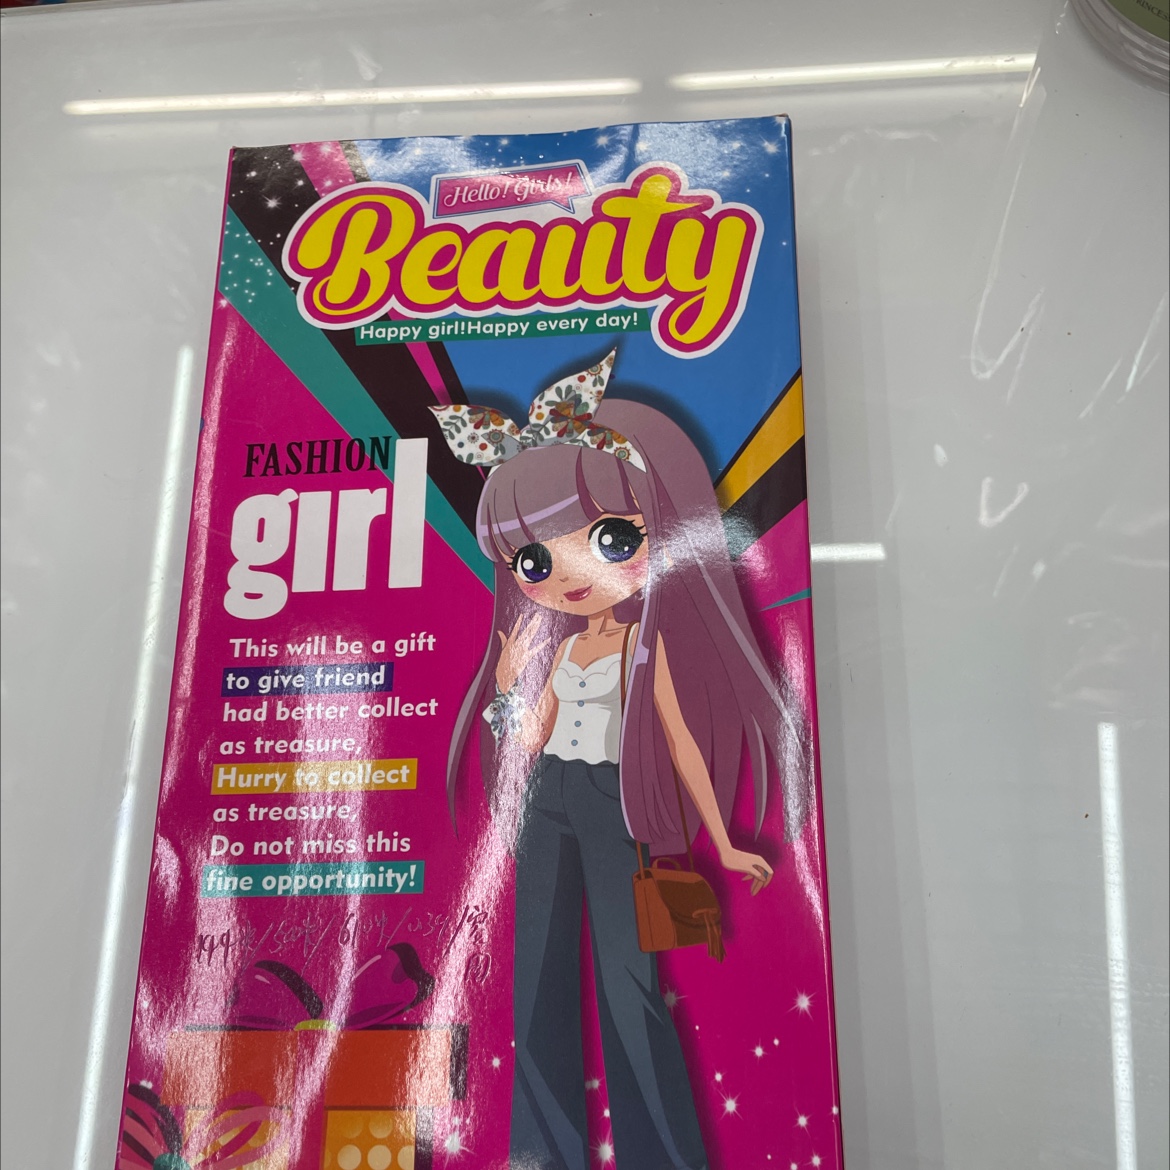 Hello! Girls!
Beauty
Happy girl!Happy every day!
FASHION
girl
This will be a gift
to give friend
had better collect
as treasure,
Hurry to collect
as treasure,
Do not miss this
fine opportunity!